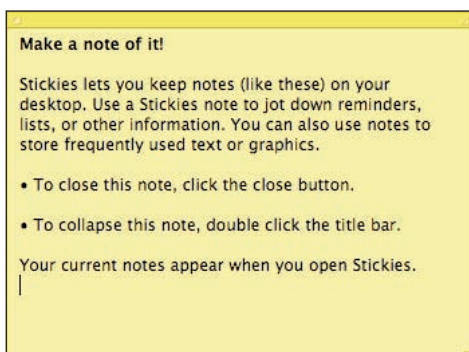 Make a note of it!
Stickies lets you keep notes (like these) on your
desktop. Use a Stickies note to jot down reminders,
lists, or other information. You can also use notes to
store frequently used text or graphics.
• To close this note, click the close button.
• To collapse this note, double click the title bar.
Your current notes appear when you open Stickies.